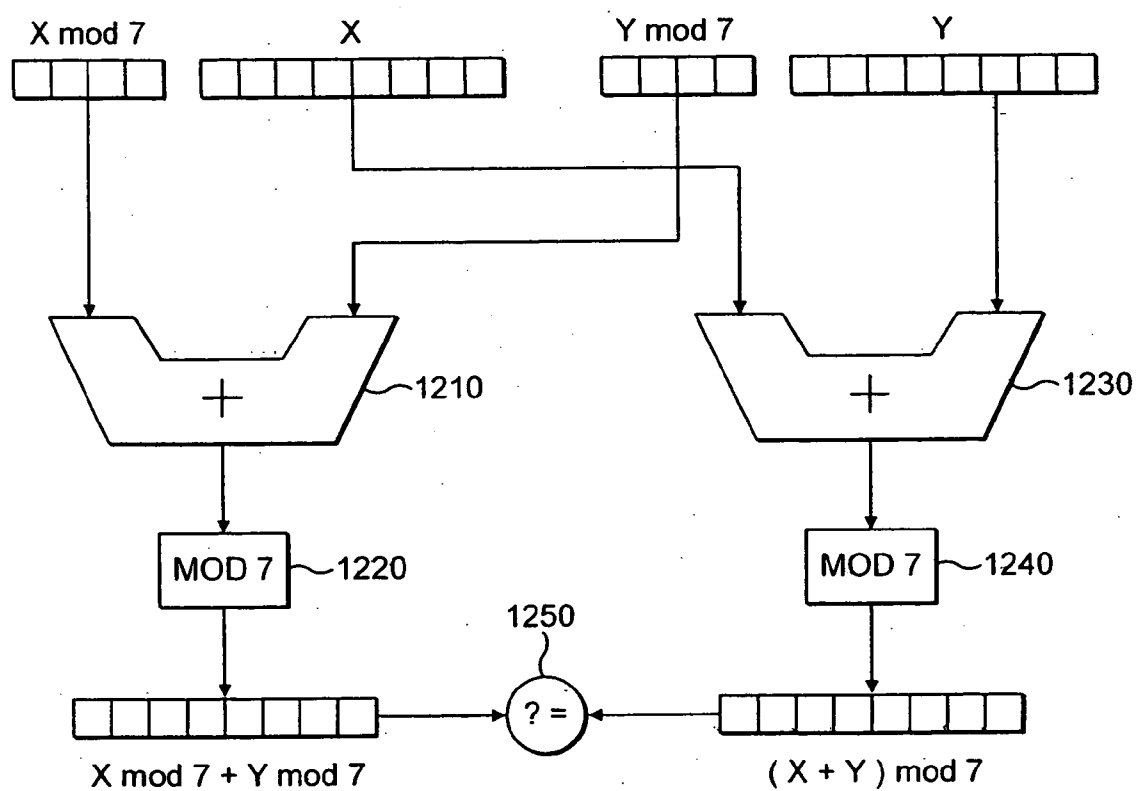 X mod 7
X
Y mod 7
Y
+
1210
+
1230
MOD 7
1220
MOD 7
1240
1250
? =
X mod 7 + Y mod 7
( X + Y ) mod 7